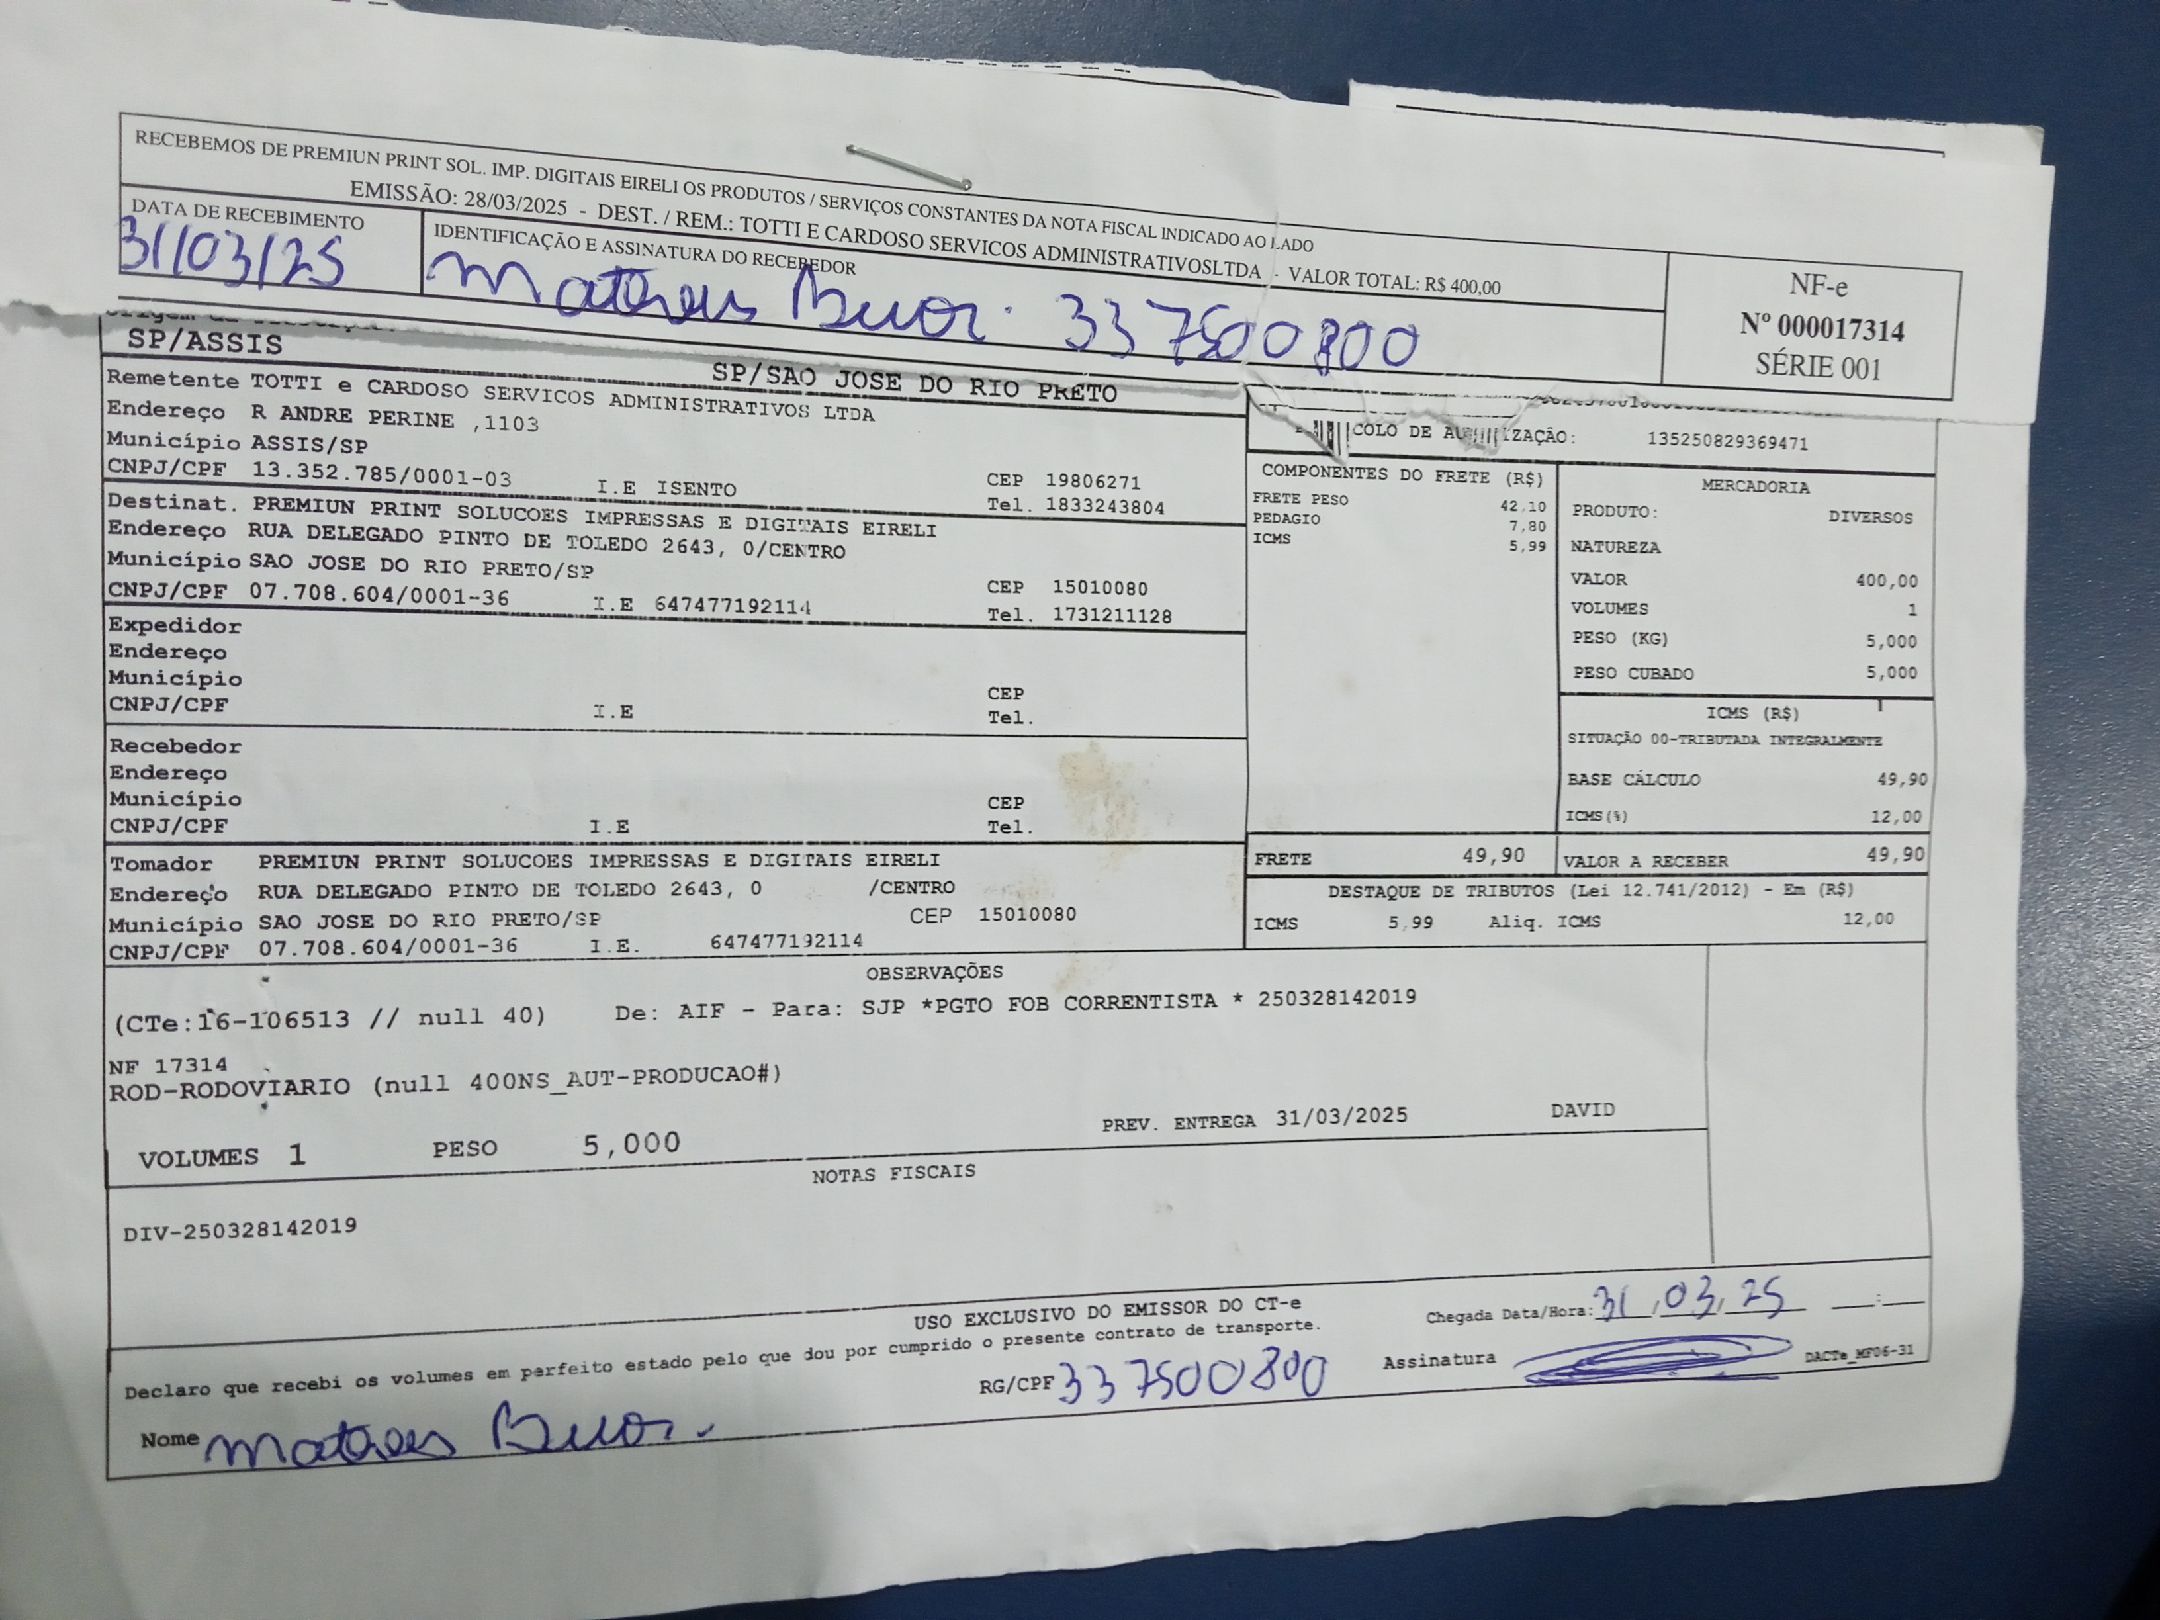 RECEBEMOS DE PREMIUN PRINT SOL. IMP. DIGITAIS EIRELI OS PRODUTOS / SERVIÇOS CONSTANTES DA NOTA FISCAL INDICADO AO LADO
EMISSÃO: 28/03/2025 - DEST. / REM.: TOTTI E CARDOSO SERVICOS ADMINISTRATIVOSLTDA - VALOR TOTAL: R$ 400,00
DATA DE RECEBIMENTO
31/03/25
IDENTIFICAÇÃO E ASSINATURA DO RECEBEDOR
Matheus 337500800
NF-e
Nº 000017314
SÉRIE 001
SP/ASSIS
SP/SAO JOSE DO RIO PRETO
Remetente TOTTI e CARDOSO SERVICOS ADMINISTRATIVOS LTDA
Endereço R ANDRE PERINE ,1103
Município ASSIS/SP
CEP 19806271
CNPJ/CPF 13.352.785/0001-03 I.E ISENTO
Tel. 1833243804
Destinat. PREMIUN PRINT SOLUCOES IMPRESSAS E DIGITAIS EIRELI
Endereço RUA DELEGADO PINTO DE TOLEDO 2643, 0/CENTRO
Município SAO JOSE DO RIO PRETO/SP
CEP 15010080
CNPJ/CPF 07.708.604/0001-36 I.E 647477192114
Tel. 1731211128
Expedidor
Endereço
Município
CEP
CNPJ/CPF I.E
Tel.
Recebedor
Endereço
Município
CEP
CNPJ/CPF I.E
Tel.
Tomador PREMIUN PRINT SOLUCOES IMPRESSAS E DIGITAIS EIRELI
Endereço RUA DELEGADO PINTO DE TOLEDO 2643, 0 /CENTRO
Município SAO JOSE DO RIO PRETO/SP CEP 15010080
CNPJ/CPF 07.708.604/0001-36 I.E. 647477192114
COLO DE 135250829369471
COMPONENTES DO FRETE (R$)
FRETE PESO 42,10
PEDAGIO 7,80
ICMS 5,99
MERCADORIA
PRODUTO: DIVERSOS
NATUREZA
VALOR 400,00
VOLUMES 1
PESO (KG) 5,000
PESO CUBADO 5,000
ICMS (R$)
SITUAÇÃO 00-TRIBUTADA INTEGRALMENTE
BASE CÁLCULO 49,90
ICMS(%) 12,00
FRETE 49,90
VALOR A RECEBER 49,90
DESTAQUE DE TRIBUTOS (Lei 12.741/2012) - Em (R$)
ICMS 5,99 Aliq. ICMS 12,00
OBSERVAÇÕES
(CTe:16-106513 // null 40) De: AIF - Para: SJP *PGTO FOB CORRENTISTA * 250328142019
NF 17314
ROD-RODOVIARIO (null 400NS_AUT-PRODUCAO#)
PREV. ENTREGA 31/03/2025 DAVID
VOLUMES 1 PESO 5,000
NOTAS FISCAIS
DIV-250328142019
USO EXCLUSIVO DO EMISSOR DO CT-e
Chegada Data/Hora: 31/03/25 __:__
Declaro que recebi os volumes em perfeito estado pelo que dou por cumprido o presente contrato de transporte.
RG/CPF 337500800
Assinatura
DACTe_MF06-31
Nome Matheus